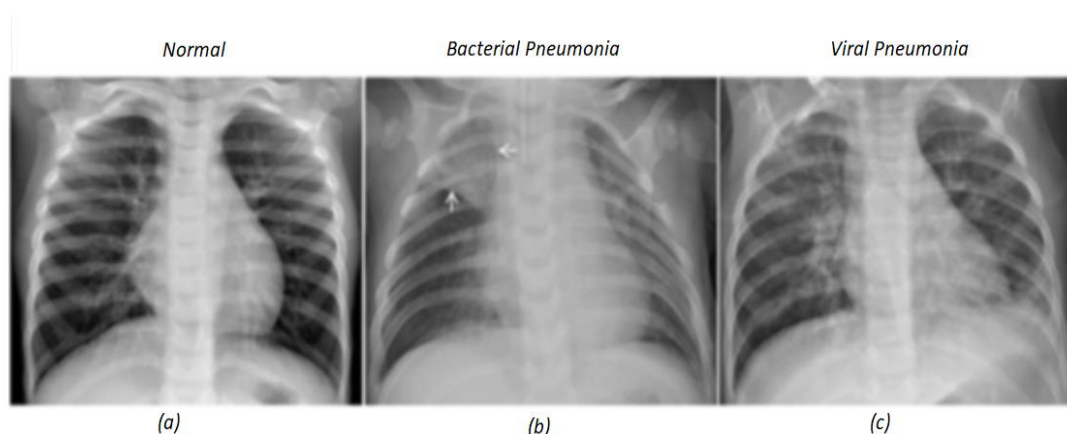 Normal
Bacterial Pneumonia
Viral Pneumonia
(a)
(b)
(c)